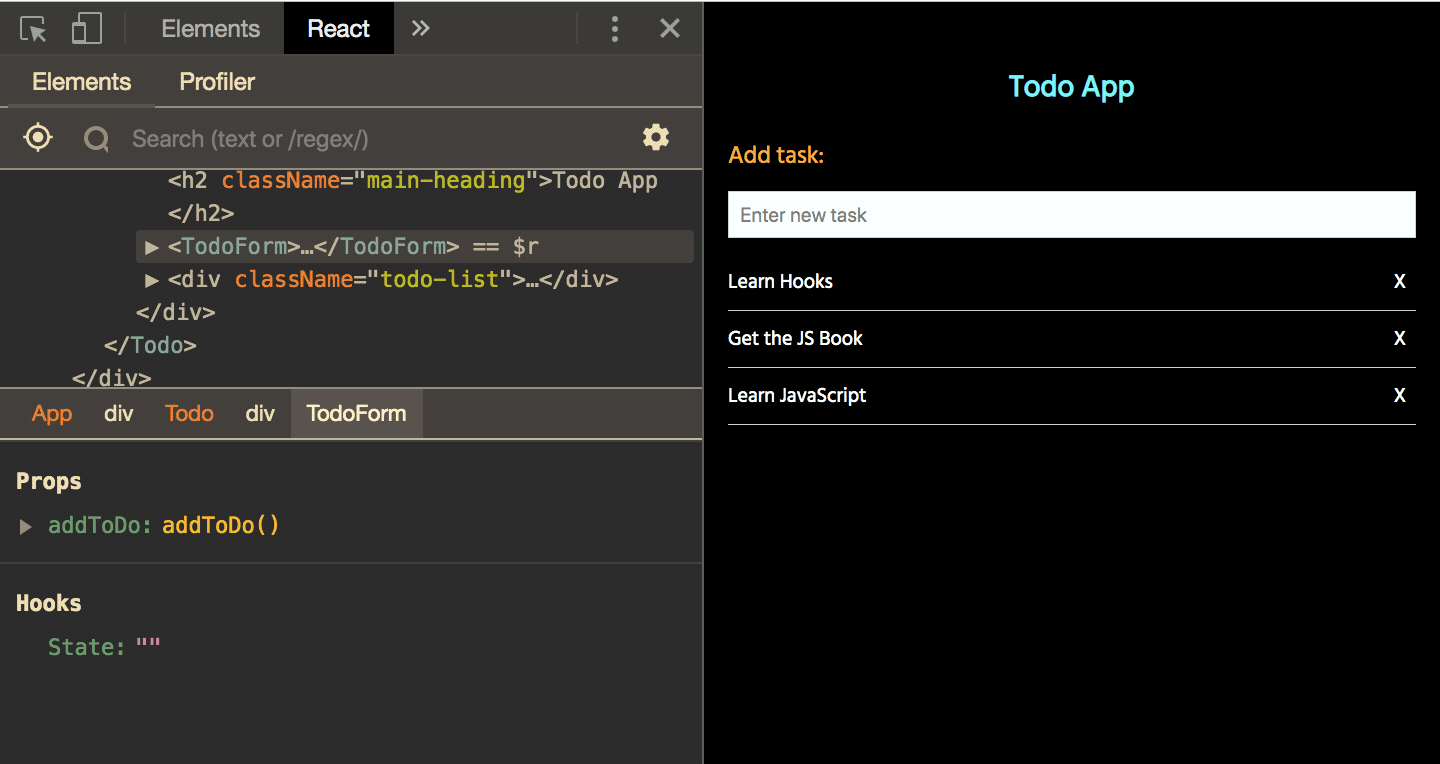 Elements React »
Elements Profiler
Search (text or /regex/)
<h2 className="main-heading">Todo App
</h2>
▶ <TodoForm>…</TodoForm> == $r
▶ <div className="todo-list">…</div>
</div>
</Todo>
</div>
App div Todo div TodoForm
Props
▶ addToDo: addToDo()
Hooks
State: ""
Todo App
Add task:
Enter new task
Learn Hooks X
Get the JS Book X
Learn JavaScript X